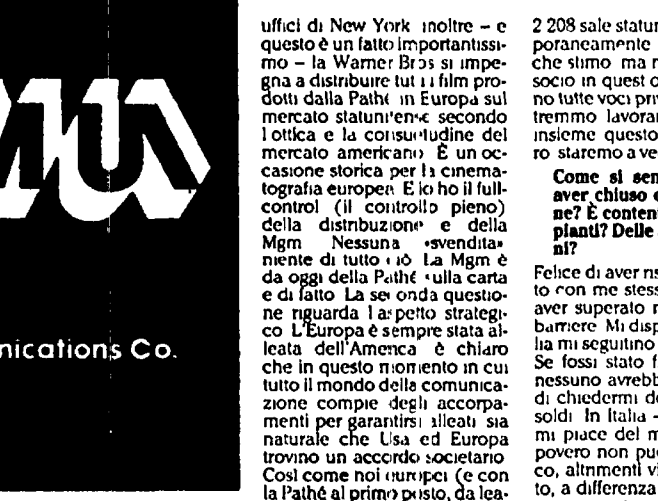 nications Co.
uffici di New York inoltre – e
questo è un fatto importantissi-
mo – la Warner Bros si impe-
gna a distribuire tutti i film pro-
dotti dalla Pathé in Europa sul
mercato statunitense secondo
l ottica e la consuetudine del
mercato americano È un oc-
casione storica per la cinema-
tografia europea E io ho il full-
control (il controllo pieno)
della distribuzione e della
Mgm Nessuna «svendita»
niente di tutto ciò La Mgm è
da oggi della Pathé sulla carta
e di fatto La seconda questio-
ne riguarda l aspetto strategi-
co L'Europa è sempre stata al-
leata dell'America è chiaro
che in questo momento in cui
tutto il mondo della comunica-
zione compie degli accorpa-
menti per garantirsi alleati sia
naturale che Usa ed Europa
trovino un accordo societario
Così come noi europei (e con
la Pathé al primo posto, da lea-
2 208 sale statun
poraneamente
che stimo ma n
socio in quest o
no tutte voci pri
tremmo lavorar
insieme questo
ro staremo a ve
Come si sen
aver chiuso
ne? È content
pianti? Delle
ni?
Felice di aver ris
to con me stess
aver superato
barriere Mi disp
lia mi seguitino
Se fossi stato f
nessuno avrebb
di chiedermi de
soldi In Italia –
mi piace del m
povero non puo
co, altrimenti vi
to, a differenza